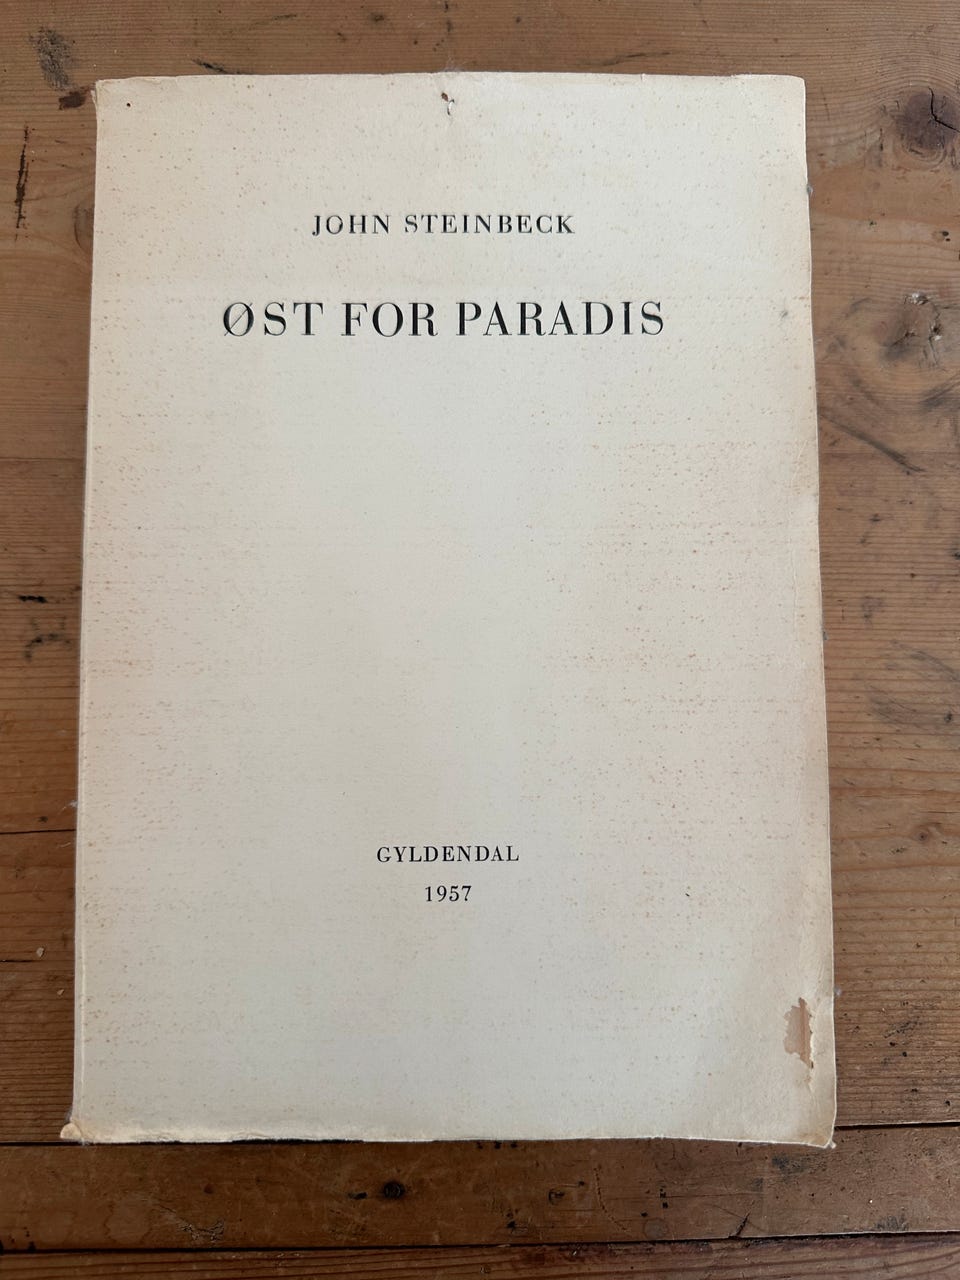 JOHN STEINBECK
ØST FOR PARADIS
GYLDENDAL
1957